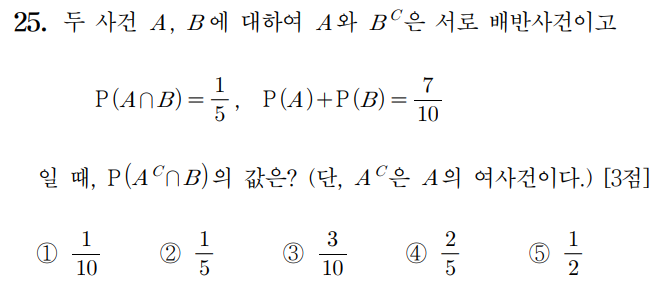 25. 두 사건 A, B에 대하여 A와 B^C은 서로 배반사건이고
P(A∩B)=1/5, P(A)+P(B)=7/10
일 때, P(A^C∩B)의 값은? (단, A^C은 A의 여사건이다.) [3점]
① 1/10 ② 1/5 ③ 3/10 ④ 2/5 ⑤ 1/2